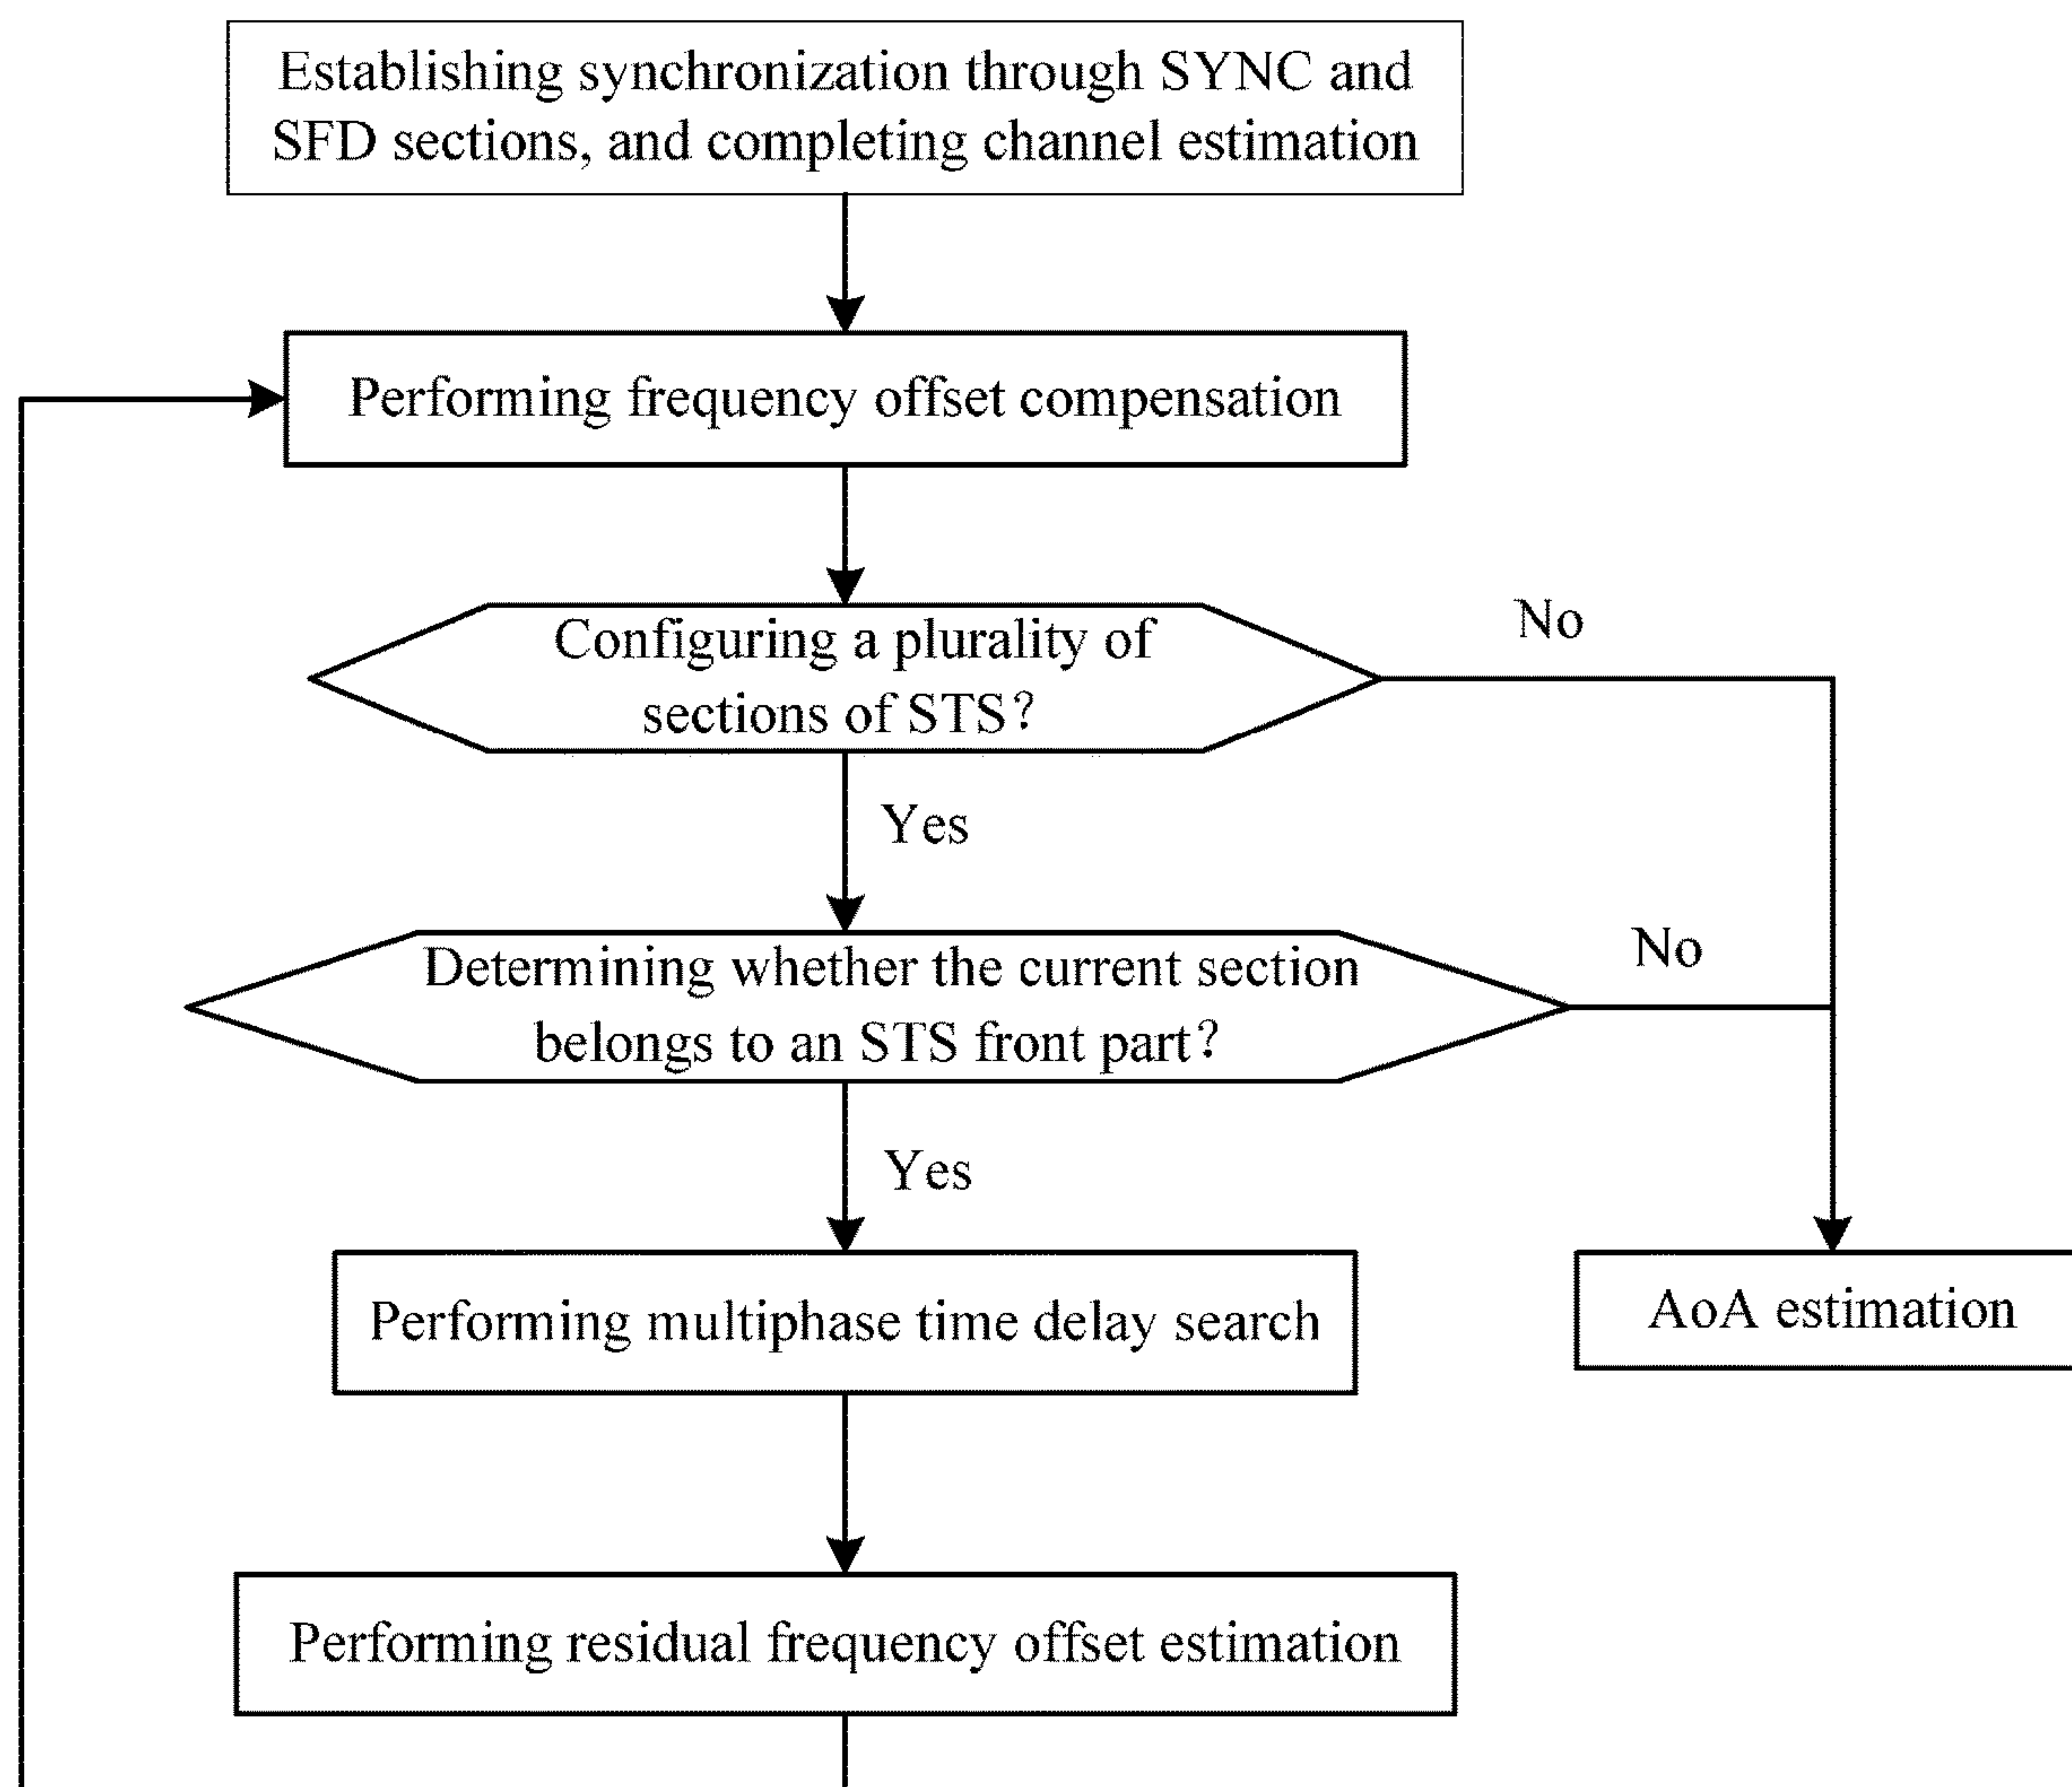 Establishing synchronization through SYNC and
SFD sections, and completing channel estimation
Performing frequency offset compensation
Configuring a plurality of
sections of STS?
No
Yes
Determining whether the current section
belongs to an STS front part?
No
Yes
Performing multiphase time delay search
AoA estimation
Performing residual frequency offset estimation